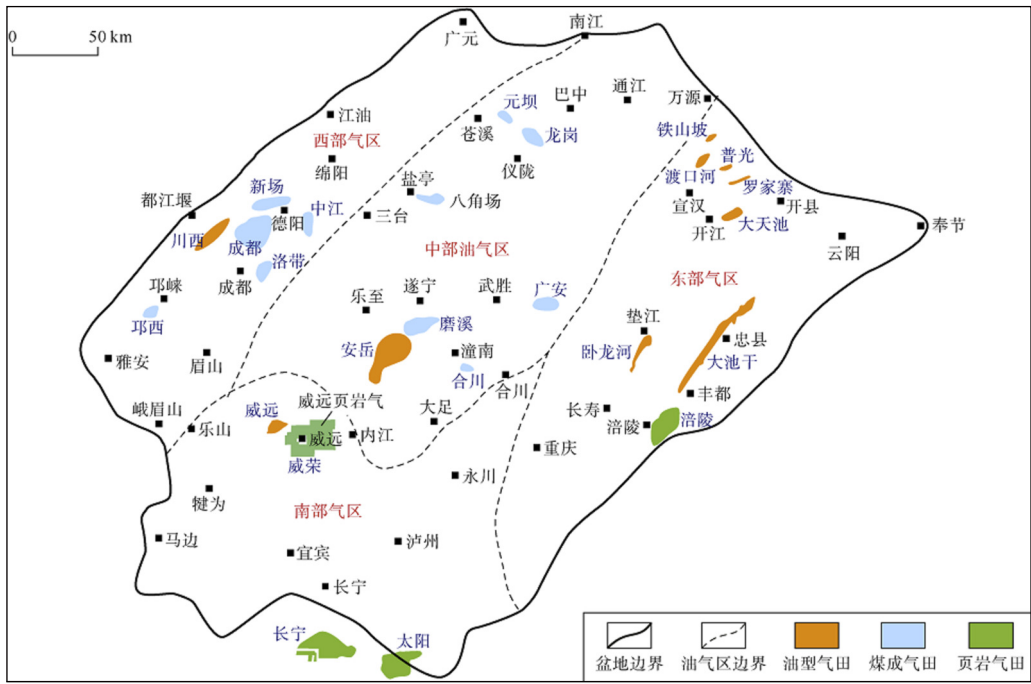 0 50 km
广元
南江
通江
巴中
万源
元坝
苍溪
龙岗
江油
西部气区
绵阳
仪陇
铁山坡
普光
渡口河
罗家寨
宣汉
开县
开江
大天池
奉节
云阳
盐亭
八角场
新场
都江堰
德阳
中江
三台
川西
成都
洛带
成都
中部油气区
东部气区
邛崃
邛西
乐至
遂宁
武胜
广安
磨溪
安岳
潼南
合川
合川
垫江
卧龙河
忠县
大池干
雅安
眉山
峨眉山
乐山
威远
威远页岩气
威远
内江
大足
威荣
长寿
涪陵
涪陵
丰都
重庆
永川
犍为
南部气区
马边
宜宾
泸州
长宁
长宁
太阳
盆地边界
油气区边界
油型气田
煤成气田
页岩气田